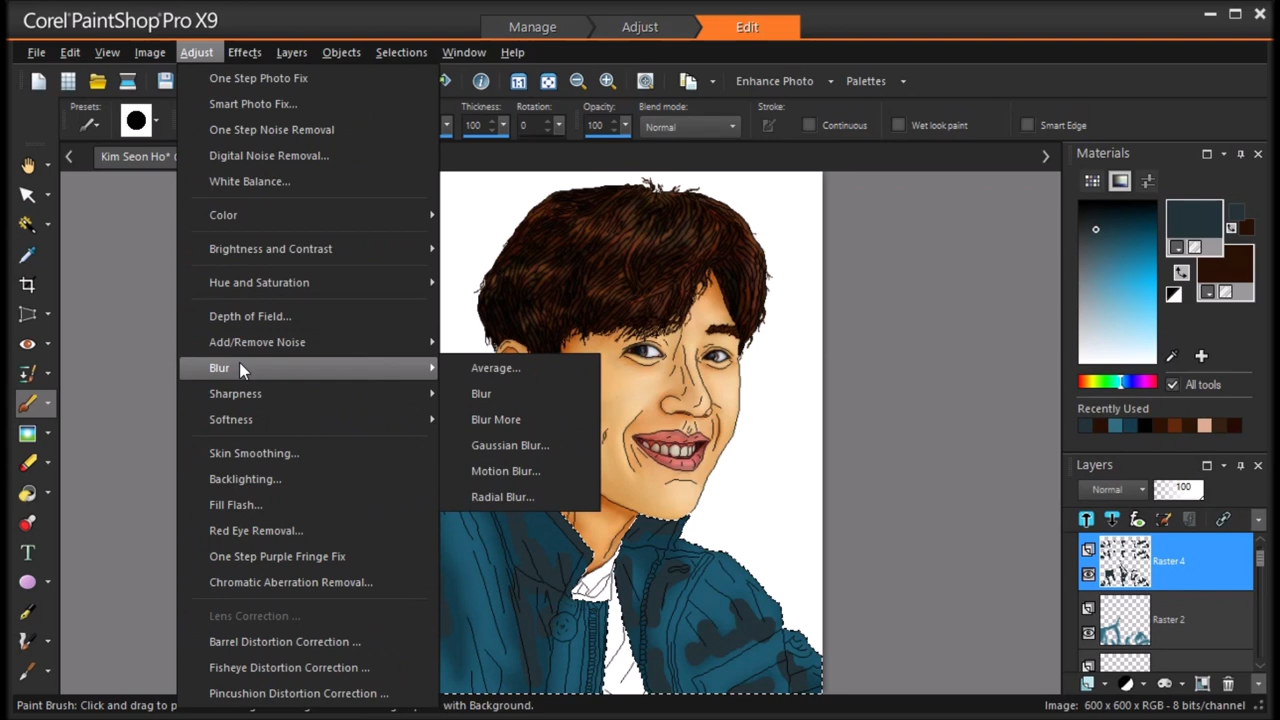 Corel PaintShop Pro X9
Manage
Adjust
Edit
File Edit View Image Adjust Effects Layers Objects Selections Window Help
Enhance Photo
Palettes
Presets:
Thickness:
Rotation:
Opacity:
Blend mode:
Stroke:
100
0
100
Normal
Continuous
Wet look paint
Smart Edge
Kim Seon Ho*
One Step Photo Fix
Smart Photo Fix...
One Step Noise Removal
Digital Noise Removal...
White Balance...
Color
Brightness and Contrast
Hue and Saturation
Depth of Field...
Add/Remove Noise
Blur
Sharpness
Softness
Skin Smoothing...
Backlighting...
Fill Flash...
Red Eye Removal...
One Step Purple Fringe Fix
Chromatic Aberration Removal...
Lens Correction ...
Barrel Distortion Correction ...
Fisheye Distortion Correction ...
Pincushion Distortion Correction ...
Average...
Blur
Blur More
Gaussian Blur...
Motion Blur...
Radial Blur...
Materials
All tools
Recently Used
Layers
Normal
100
Raster 4
Raster 2
Paint Brush: Click and drag to p
with Background.
Image: 600 x 600 x RGB - 8 bits/channel